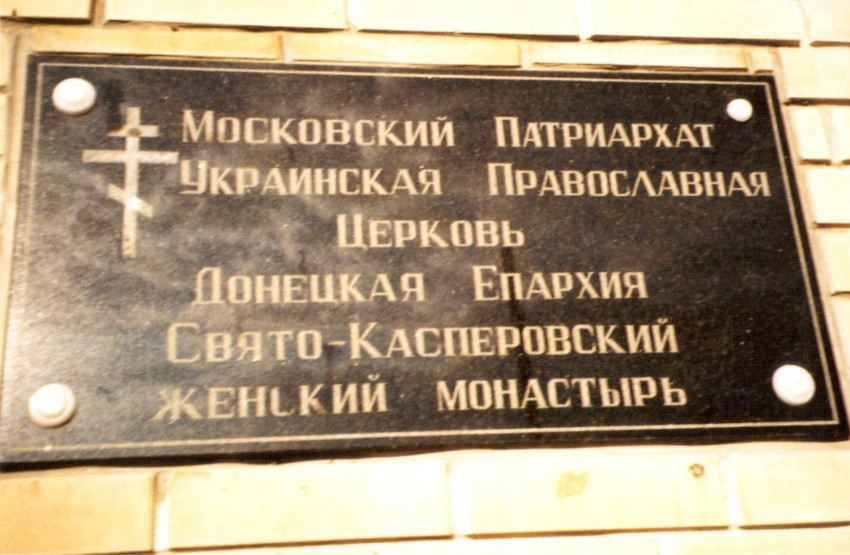 Московский Патриархат
Украинская Православная
Церковь
Донецкая Епархия
Свято-Касперовский
женский монастырь